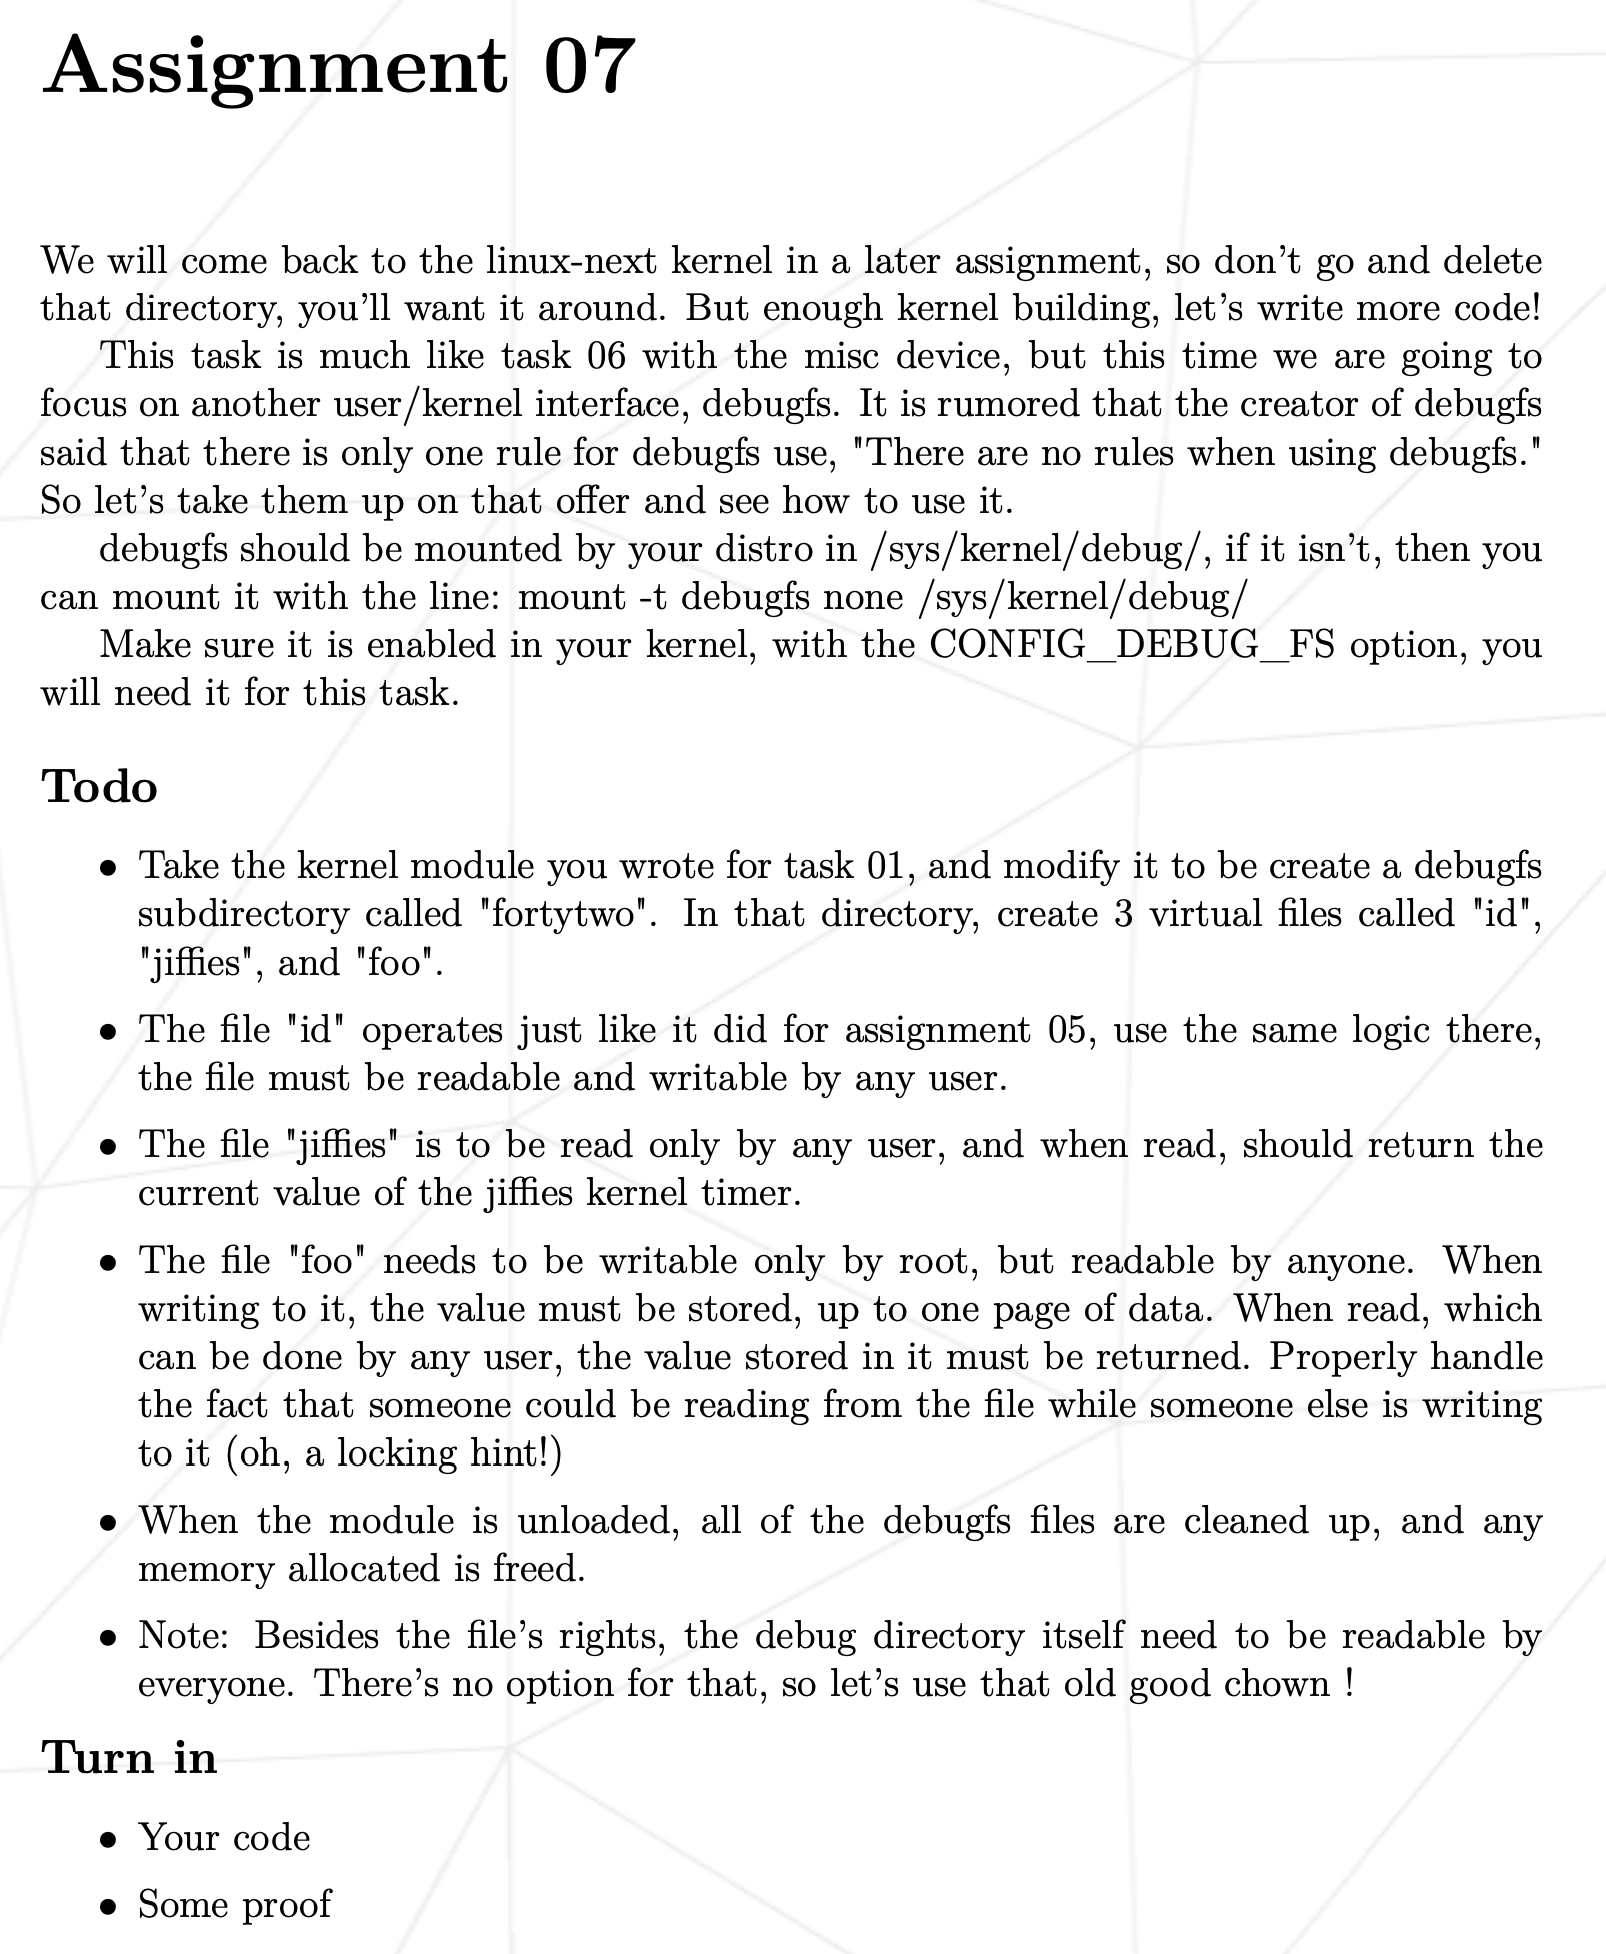 Assignment 07
We will come back to the linux-next kernel in a later assignment, so don't go and delete
that directory, you'll want it around. But enough kernel building, let's write more code!
This task is much like task 06 with the misc device, but this time we are going to
focus on another user/kernel interface, debugfs. It is rumored that the creator of debugfs
said that there is only one rule for debugfs use, "There are no rules when using debugfs."
So let's take them up on that offer and see how to use it.
debugfs should be mounted by your distro in /sys/kernel/debug/, if it isn't, then you
can mount it with the line: mount -t debugfs none /sys/kernel/debug/
Make sure it is enabled in your kernel, with the CONFIG_DEBUG_FS option, you
will need it for this task.
Todo
• Take the kernel module you wrote for task 01, and modify it to be create a debugfs
subdirectory called "fortytwo". In that directory, create 3 virtual files called "id",
"jiffies", and "foo".
• The file "id" operates just like it did for assignment 05, use the same logic there,
the file must be readable and writable by any user.
• The file "jiffies" is to be read only by any user, and when read, should return the
current value of the jiffies kernel timer.
• The file "foo" needs to be writable only by root, but readable by anyone. When
writing to it, the value must be stored, up to one page of data. When read, which
can be done by any user, the value stored in it must be returned. Properly handle
the fact that someone could be reading from the file while someone else is writing
to it (oh, a locking hint!)
• When the module is unloaded, all of the debugfs files are cleaned up, and any
memory allocated is freed.
• Note: Besides the file's rights, the debug directory itself need to be readable by
everyone. There's no option for that, so let's use that old good chown !
Turn in
• Your code
• Some proof